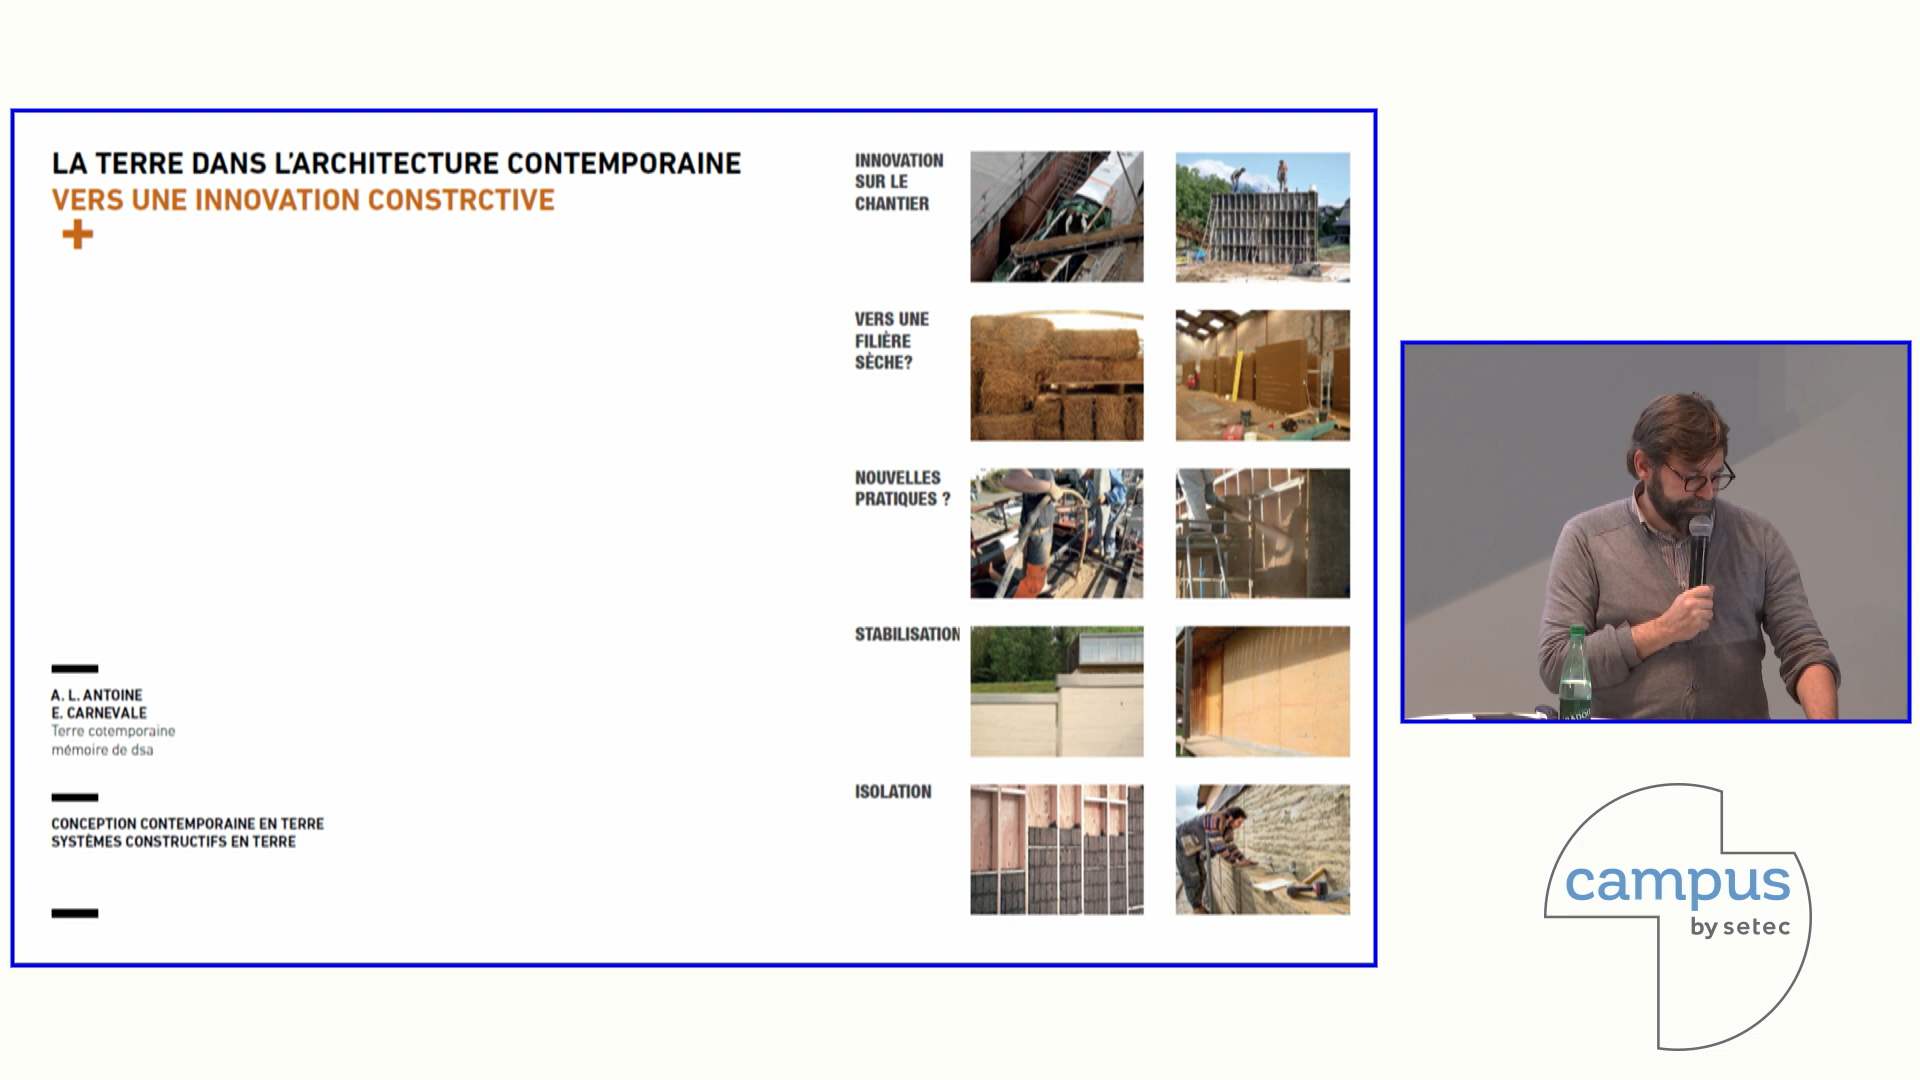 LA TERRE DANS L'ARCHITECTURE CONTEMPORAINE
VERS UNE INNOVATION CONSTRCTIVE
A. L. ANTOINE
E. CARNEVALE
Terre cotemporaine
mémoire de dsa
CONCEPTION CONTEMPORAINE EN TERRE
SYSTÈMES CONSTRUCTIFS EN TERRE
INNOVATION
SUR LE
CHANTIER
VERS UNE
FILIÈRE
SÈCHE?
NOUVELLES
PRATIQUES ?
STABILISATION
ISOLATION
campus
by setec